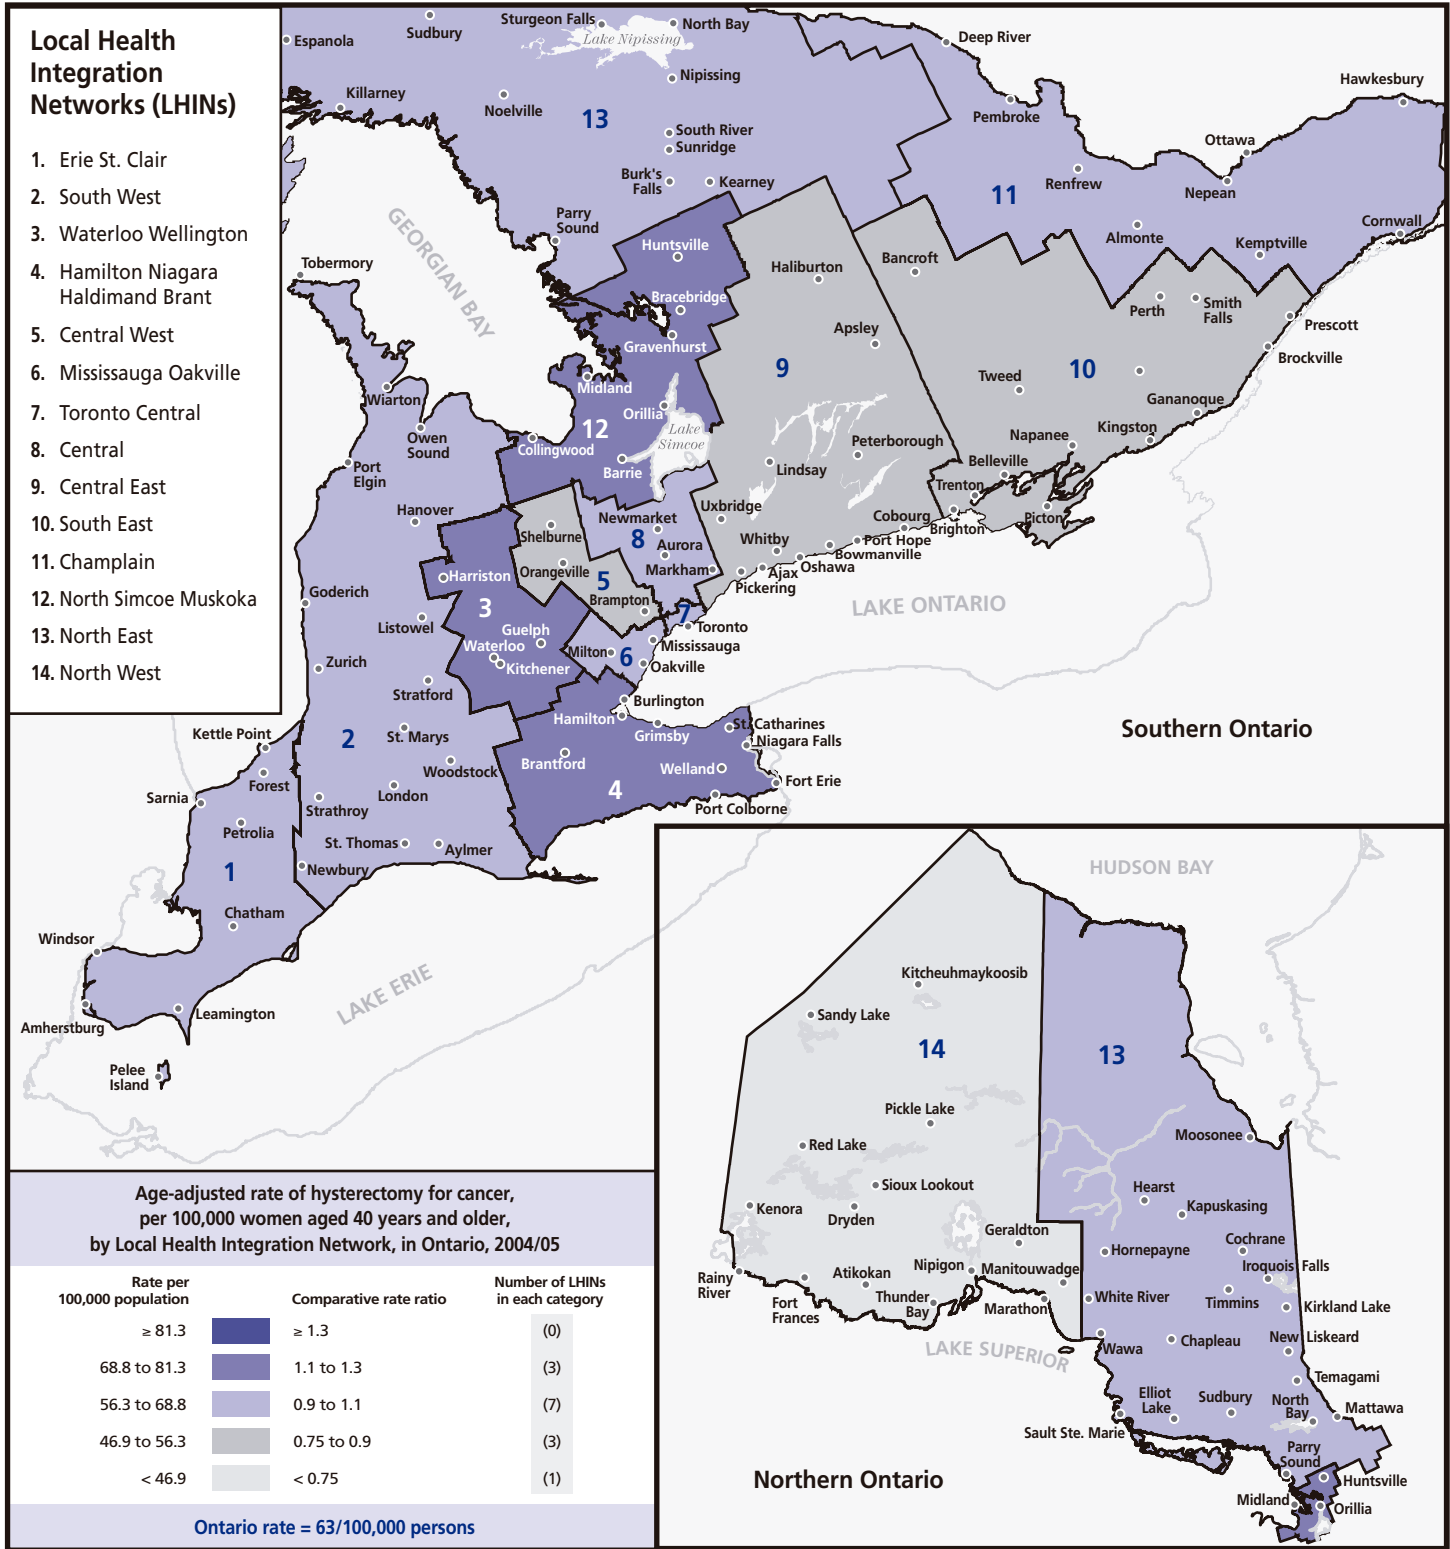 Local Health
Integration
Networks (LHINs)
1. Erie St. Clair
2. South West
3. Waterloo Wellington
4. Hamilton Niagara
Haldimand Brant
5. Central West
6. Mississauga Oakville
7. Toronto Central
8. Central
9. Central East
10. South East
11. Champlain
12. North Simcoe Muskoka
13. North East
14. North West
Espanola
Sudbury
Sturgeon Falls
North Bay
Lake Nipissing
Nipissing
Killarney
Noelville
13
South River
Sunridge
Burk's
Falls
Kearney
Parry
Sound
Deep River
Pembroke
Hawkesbury
Ottawa
Renfrew
Nepean
11
Almonte
Cornwall
Kemptville
GEORGIAN BAY
Tobermory
Huntsville
Bracebridge
Gravenhurst
Midland
Orillia
12
Lake
Simcoe
Collingwood
Barrie
Haliburton
Bancroft
Apsley
9
Perth
Smith
Falls
Prescott
Brockville
Tweed
10
Gananoque
Kingston
Napanee
Belleville
Trenton
Picton
Brighton
Peterborough
Lindsay
Uxbridge
Cobourg
Port Hope
Bowmanville
Whitby
Oshawa
Ajax
Pickering
Wiarton
Owen
Sound
Port
Elgin
Hanover
Newmarket
8
Aurora
Markham
Shelburne
Orangeville
5
Brampton
7
Toronto
Harriston
3
Goderich
Listowel
Guelph
Waterloo
Kitchener
Milton
6
Mississauga
Oakville
LAKE ONTARIO
Zurich
Stratford
Burlington
Hamilton
Grimsby
St. Catharines
Niagara Falls
Southern Ontario
Kettle Point
2
St. Marys
Woodstock
Brantford
Welland
4
Fort Erie
Port Colborne
Forest
Sarnia
Strathroy
London
Petrolia
St. Thomas
Aylmer
1
Newbury
Chatham
Windsor
Leamington
Amherstburg
LAKE ERIE
Pelee
Island
HUDSON BAY
Kitcheuhmaykoosib
Sandy Lake
14
13
Pickle Lake
Red Lake
Moosonee
Sioux Lookout
Kenora
Dryden
Hearst
Kapuskasing
Geraldton
Hornepayne
Cochrane
Iroquois Falls
Nipigon
Manitouwadge
Rainy
River
Atikokan
Fort
Frances
Thunder
Bay
Marathon
White River
Timmins
Kirkland Lake
LAKE SUPERIOR
Wawa
Chapleau
New Liskeard
Temagami
Elliot
Lake
Sudbury
North
Bay
Mattawa
Sault Ste. Marie
Parry
Sound
Huntsville
Midland
Orillia
Northern Ontario
Age-adjusted rate of hysterectomy for cancer,
per 100,000 women aged 40 years and older,
by Local Health Integration Network, in Ontario, 2004/05
Rate per
100,000 population
Comparative rate ratio
Number of LHINs
in each category
≥ 81.3 ≥ 1.3 (0)
68.8 to 81.3 1.1 to 1.3 (3)
56.3 to 68.8 0.9 to 1.1 (7)
46.9 to 56.3 0.75 to 0.9 (3)
< 46.9 < 0.75 (1)
Ontario rate = 63/100,000 persons